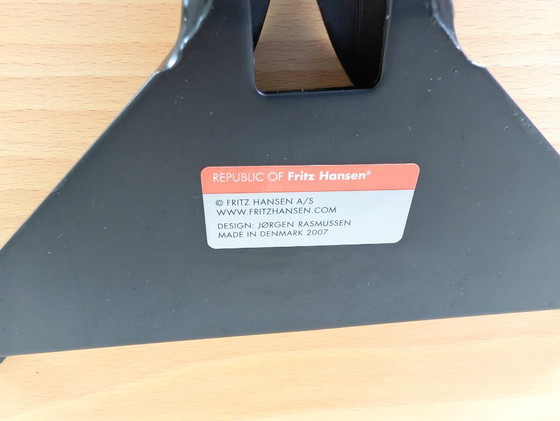 REPUBLIC OF Fritz Hansen®
© FRITZ HANSEN A/S
WWW.FRITZHANSEN.COM
DESIGN: JØRGEN RASMUSSEN
MADE IN DENMARK 2007